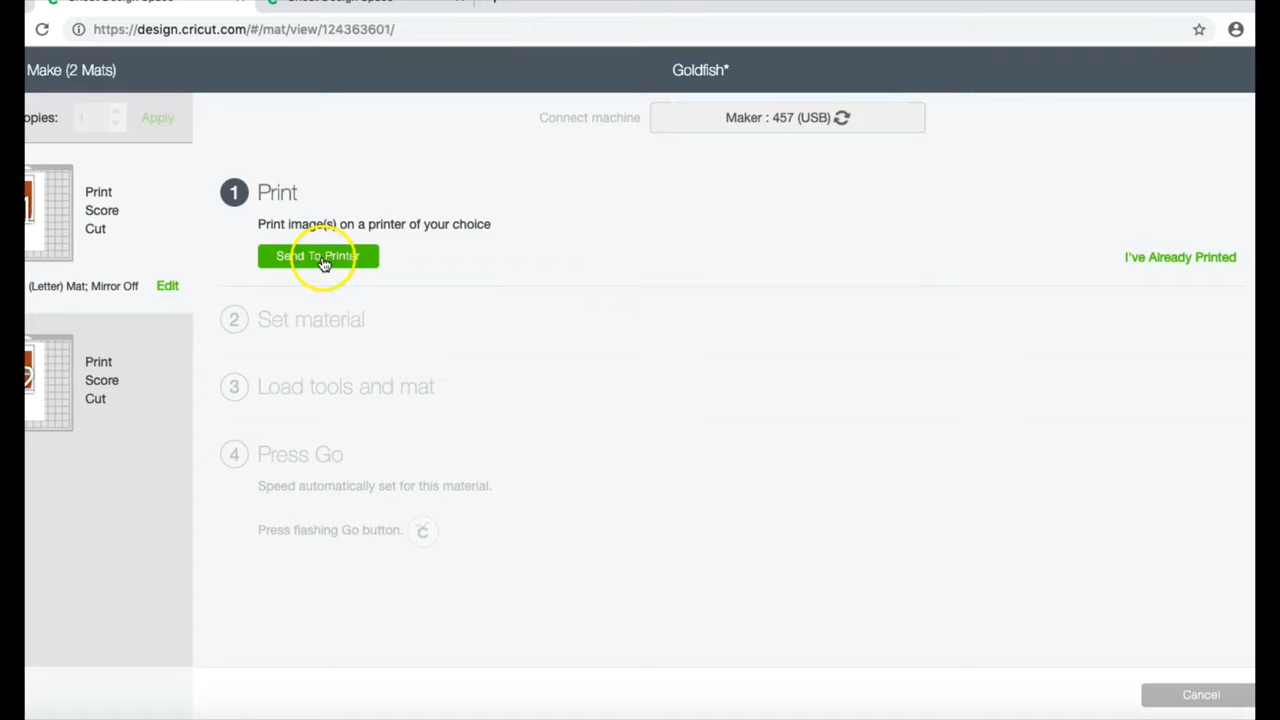 https://design.cricut.com/#/mat/view/124363601/
Make (2 Mats)
Goldfish*
opies:
1
Apply
Connect machine
Maker : 457 (USB)
Print
Score
Cut
1 Print
Print image(s) on a printer of your choice
Send To Printer
I've Already Printed
(Letter) Mat; Mirror Off
Edit
2 Set material
Print
Score
Cut
3 Load tools and mat
4 Press Go
Speed automatically set for this material.
Press flashing Go button.
Cancel